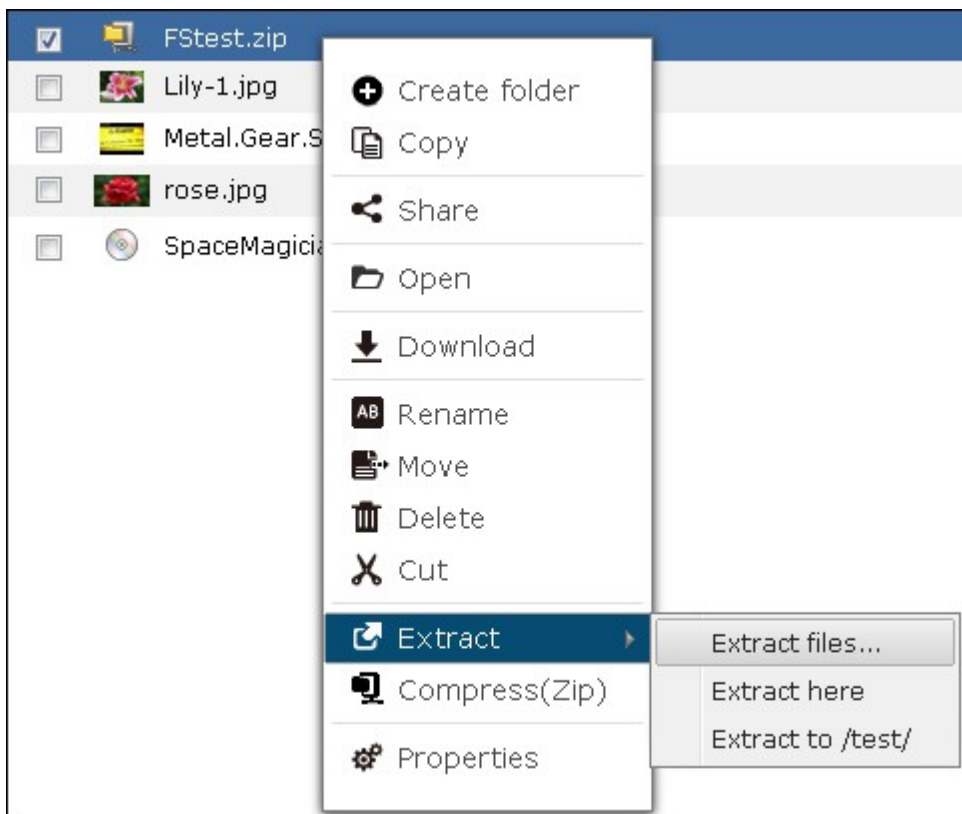 FStest.zip
Lily-1.jpg
Metal.Gear.S
rose.jpg
SpaceMagicia
Create folder
Copy
Share
Open
Download
AB Rename
Move
Delete
Cut
Extract
Compress(Zip)
Properties
Extract files...
Extract here
Extract to /test/